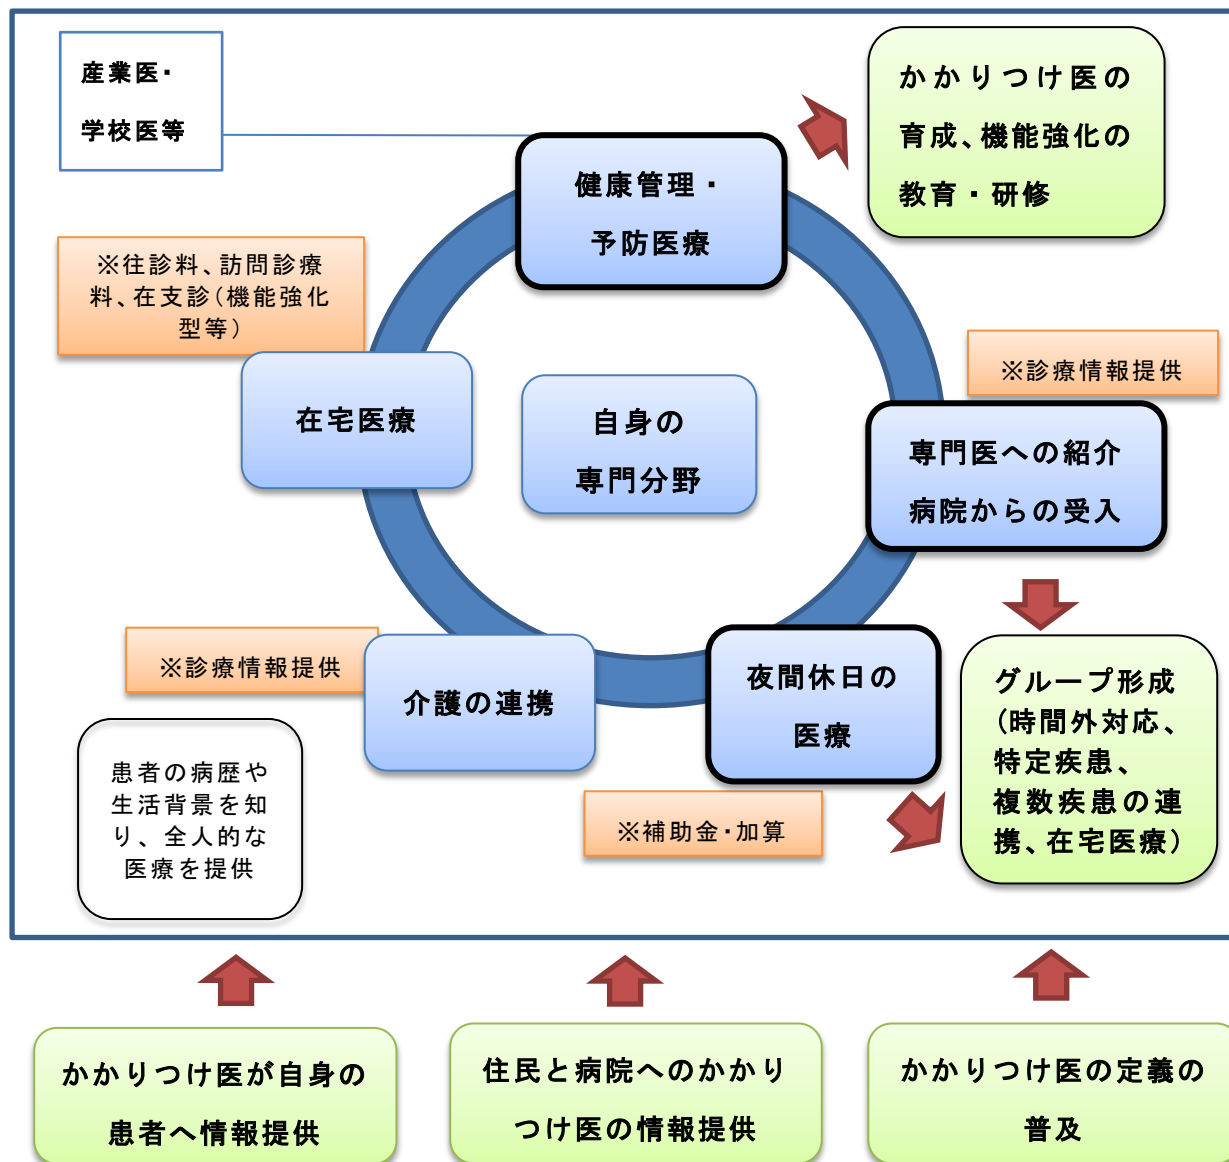 産業医・
学校医等
かかりつけ医の
育成、機能強化の
教育・研修
健康管理・
予防医療
※往診料、訪問診療
料、在支診（機能強化
型等）
※診療情報提供
在宅医療
自身の
専門分野
専門医への紹介
病院からの受入
※診療情報提供
介護の連携
夜間休日の
医療
グループ形成
（時間外対応、
特定疾患、
複数疾患の連
携、在宅医療）
患者の病歴や
生活背景を知
り、全人的な
医療を提供
※補助金・加算
かかりつけ医が自身の
患者へ情報提供
住民と病院へのかかり
つけ医の情報提供
かかりつけ医の定義の
普及